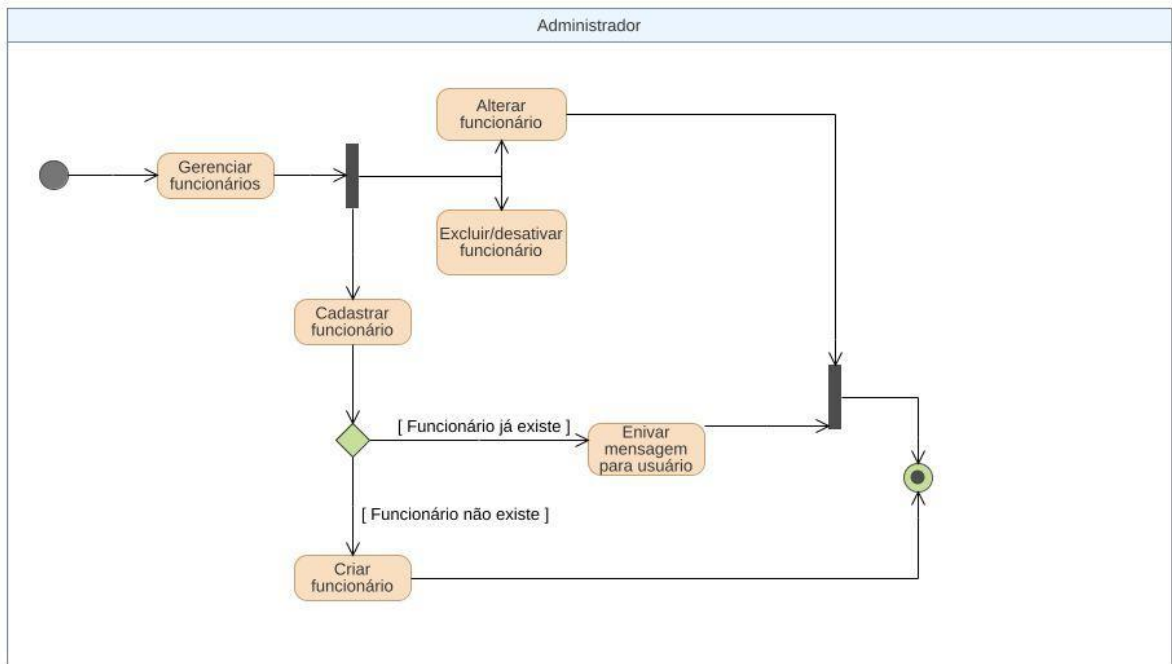 Administrador
Alterar
funcionário
Gerenciar
funcionários
Excluir/desativar
funcionário
Cadastrar
funcionário
[ Funcionário já existe ]
Enivar
mensagem
para usuário
[ Funcionário não existe ]
Criar
funcionário